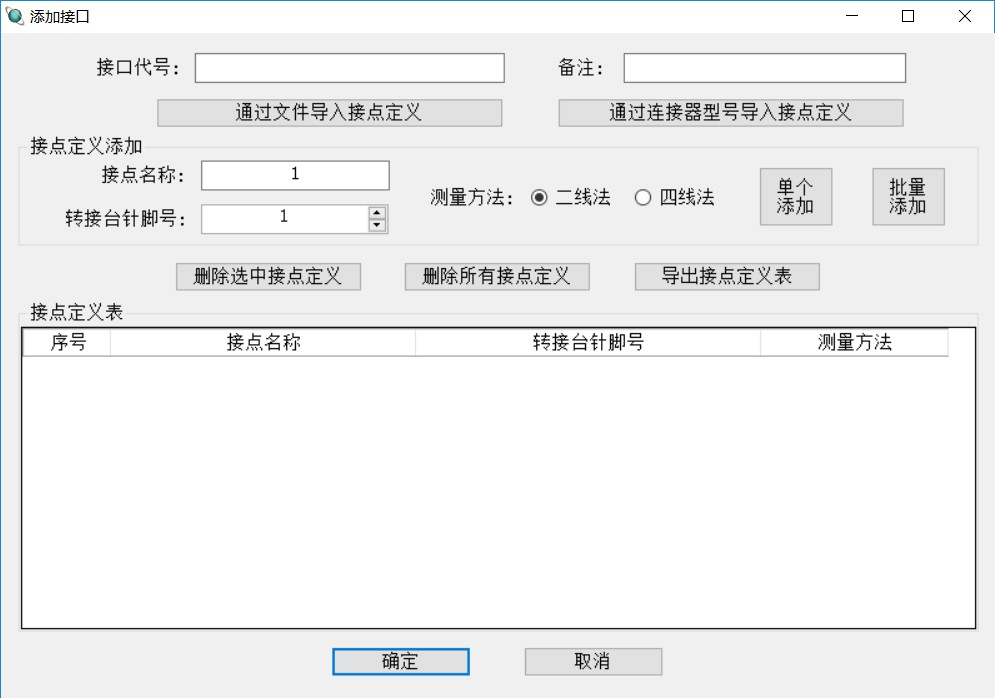 添加接口
接口代号： 备注：
通过文件导入接点定义 通过连接器型号导入接点定义
接点定义添加
接点名称： 1
测量方法： 二线法 四线法
单个
添加
批量
添加
转接台针脚号： 1
删除选中接点定义 删除所有接点定义 导出接点定义表
接点定义表
序号 接点名称 转接台针脚号 测量方法
确定 取消